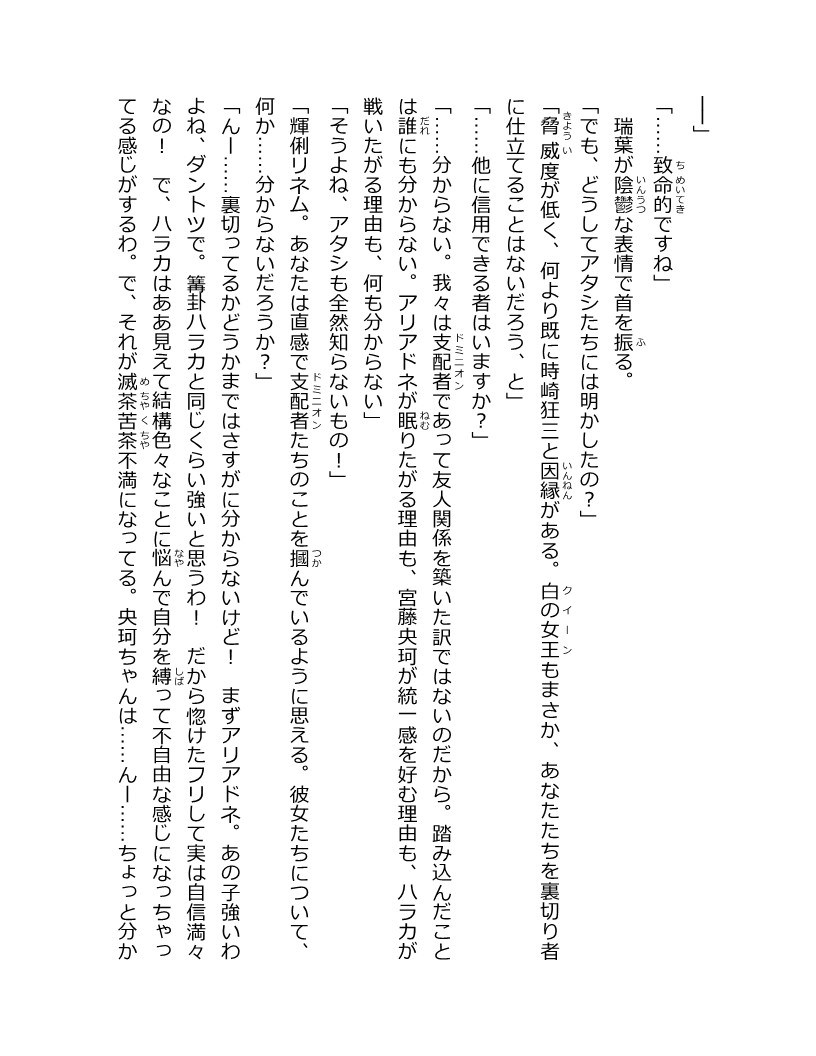 ――」
「……致命的ですね」
　瑞葉が陰鬱な表情で首を振る。
「でも、どうしてアタシたちには明かしたの？」
「脅威度が低く、何より既に時崎狂三と因縁がある。白の女王もまさか、あなたたちを裏切り者
に仕立てることはないだろう、と」
「……他に信用できる者はいますか？」
「……分からない。我々は支配者であって友人関係を築いた訳ではないのだから。踏み込んだこと
は誰にも分からない。アリアドネが眠りたがる理由も、宮藤央珂が統一感を好む理由も、ハラカが
戦いたがる理由も、何も分からない」
「そうよね、アタシも全然知らないもの！」
「輝俐リネム。あなたは直感で支配者たちのことを摑んでいるように思える。彼女たちについて、
何か……分からないだろうか？」
「んー……裏切ってるかどうかまではさすがに分からないけど！　まずアリアドネ。あの子強いわ
よね、ダントツで。篝卦ハラカと同じくらい強いと思うわ！　だから惚けたフリして実は自信満々
なの！　で、ハラカはああ見えて結構色々なことに悩んで自分を縛って不自由な感じになっちゃっ
てる感じがするわ。で、それが滅茶苦茶不満になってる。央珂ちゃんは……んー……ちょっと分か